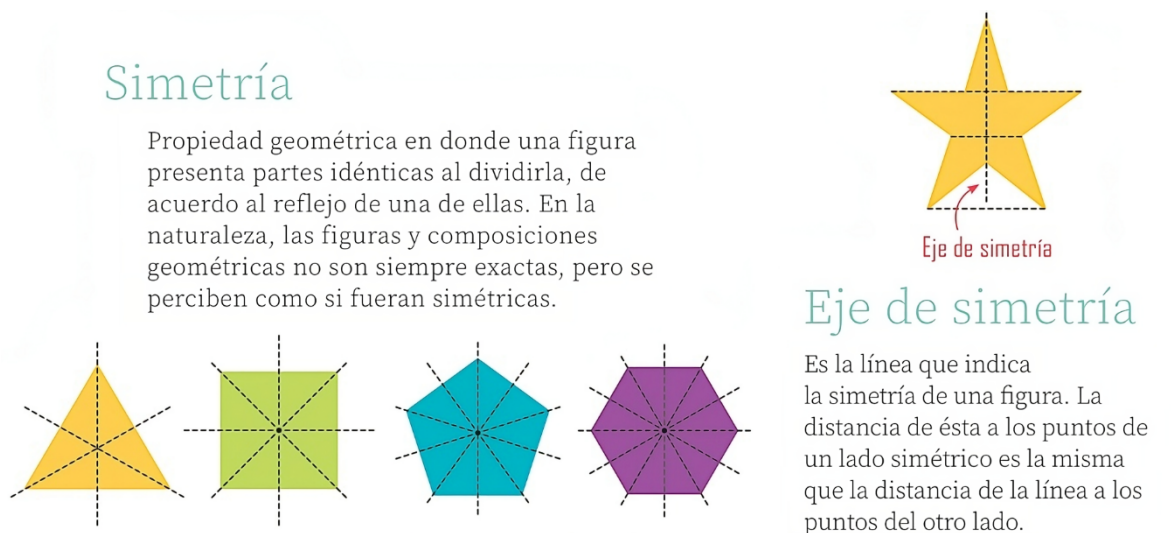 Simetría
Propiedad geométrica en donde una figura
presenta partes idénticas al dividirla, de
acuerdo al reflejo de una de ellas. En la
naturaleza, las figuras y composiciones
geométricas no son siempre exactas, pero se
perciben como si fueran simétricas.
Eje de simetría
Eje de simetría
Es la línea que indica
la simetría de una figura. La
distancia de ésta a los puntos de
un lado simétrico es la misma
que la distancia de la línea a los
puntos del otro lado.